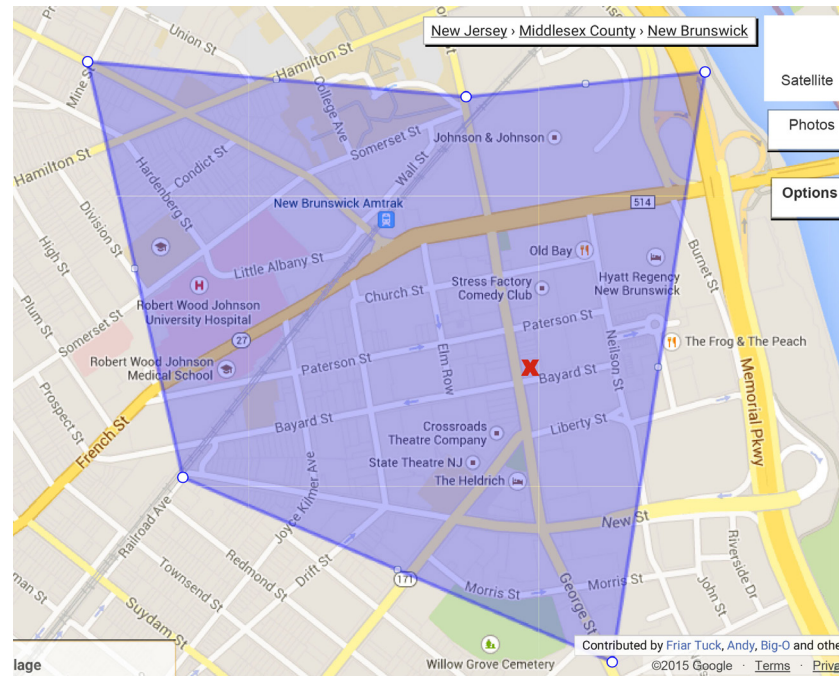 New Jersey › Middlesex County › New Brunswick
Satellite
Photos
Options
Union St
Hamilton St
Mine St
College Ave
Somerset St
Johnson & Johnson
Wall St
Hamilton St
Condict St
Hardenberg St
New Brunswick Amtrak
514
Division St
High St
Plum St
Little Albany St
Old Bay
Burnet St
Hyatt Regency
New Brunswick
Robert Wood Johnson
University Hospital
Church St
Stress Factory
Comedy Club
Somerset St
27
Paterson St
Robert Wood Johnson
Medical School
Paterson St
Elm Row
X
Bayard St
Neilson St
The Frog & The Peach
Memorial Pkwy
Prospect St
French St
Bayard St
Crossroads
Theatre Company
Liberty St
State Theatre NJ
The Heldrich
Joyce Kilmer Ave
Railroad Ave
New St
Redmond St
Drift St
171
Townsend St
Suydam St
Morris St
Morris St
George St
John St
Riverside Dr
man St
Willow Grove Cemetery
Contributed by Friar Tuck, Andy, Big-O and othe
©2015 Google · Terms · Priva
lage